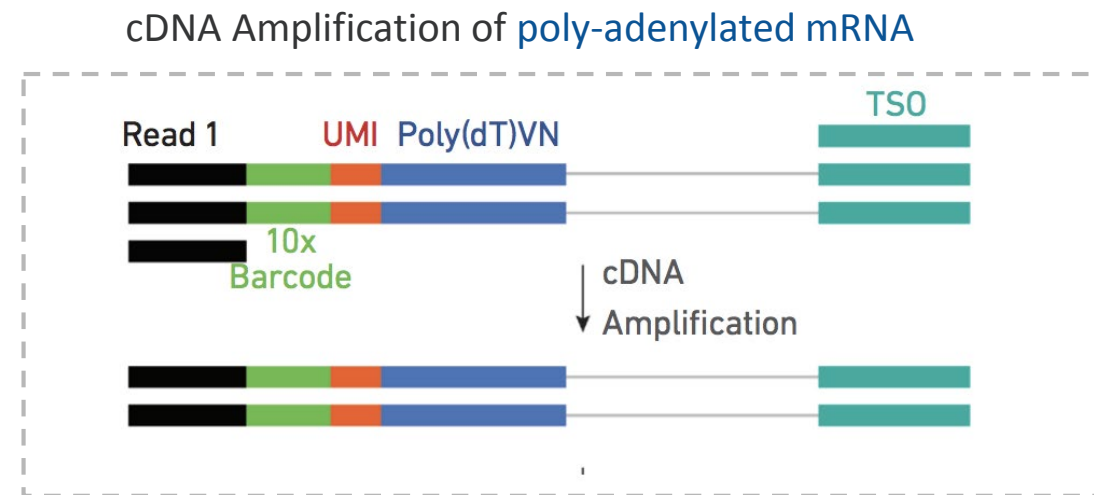 cDNA Amplification of poly-adenylated mRNA
TSO
Read 1 UMI Poly(dT)VN
10x
Barcode
cDNA
Amplification